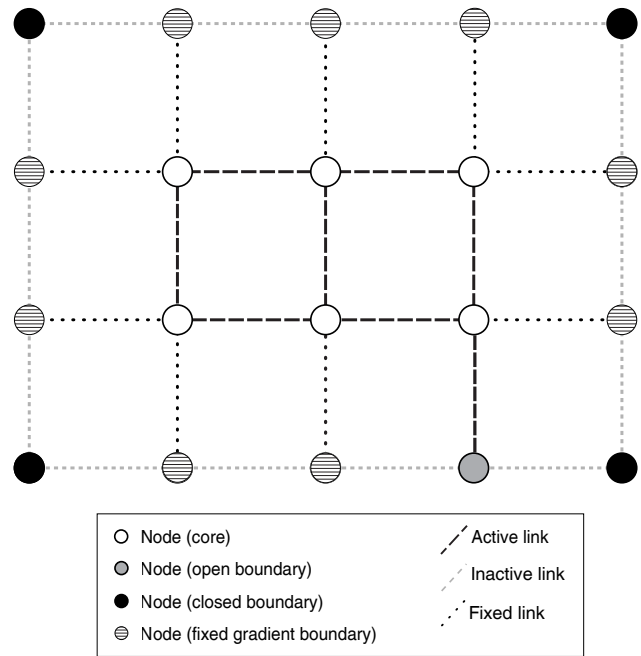 Node (core)
Node (open boundary)
Node (closed boundary)
Node (fixed gradient boundary)
Active link
Inactive link
Fixed link